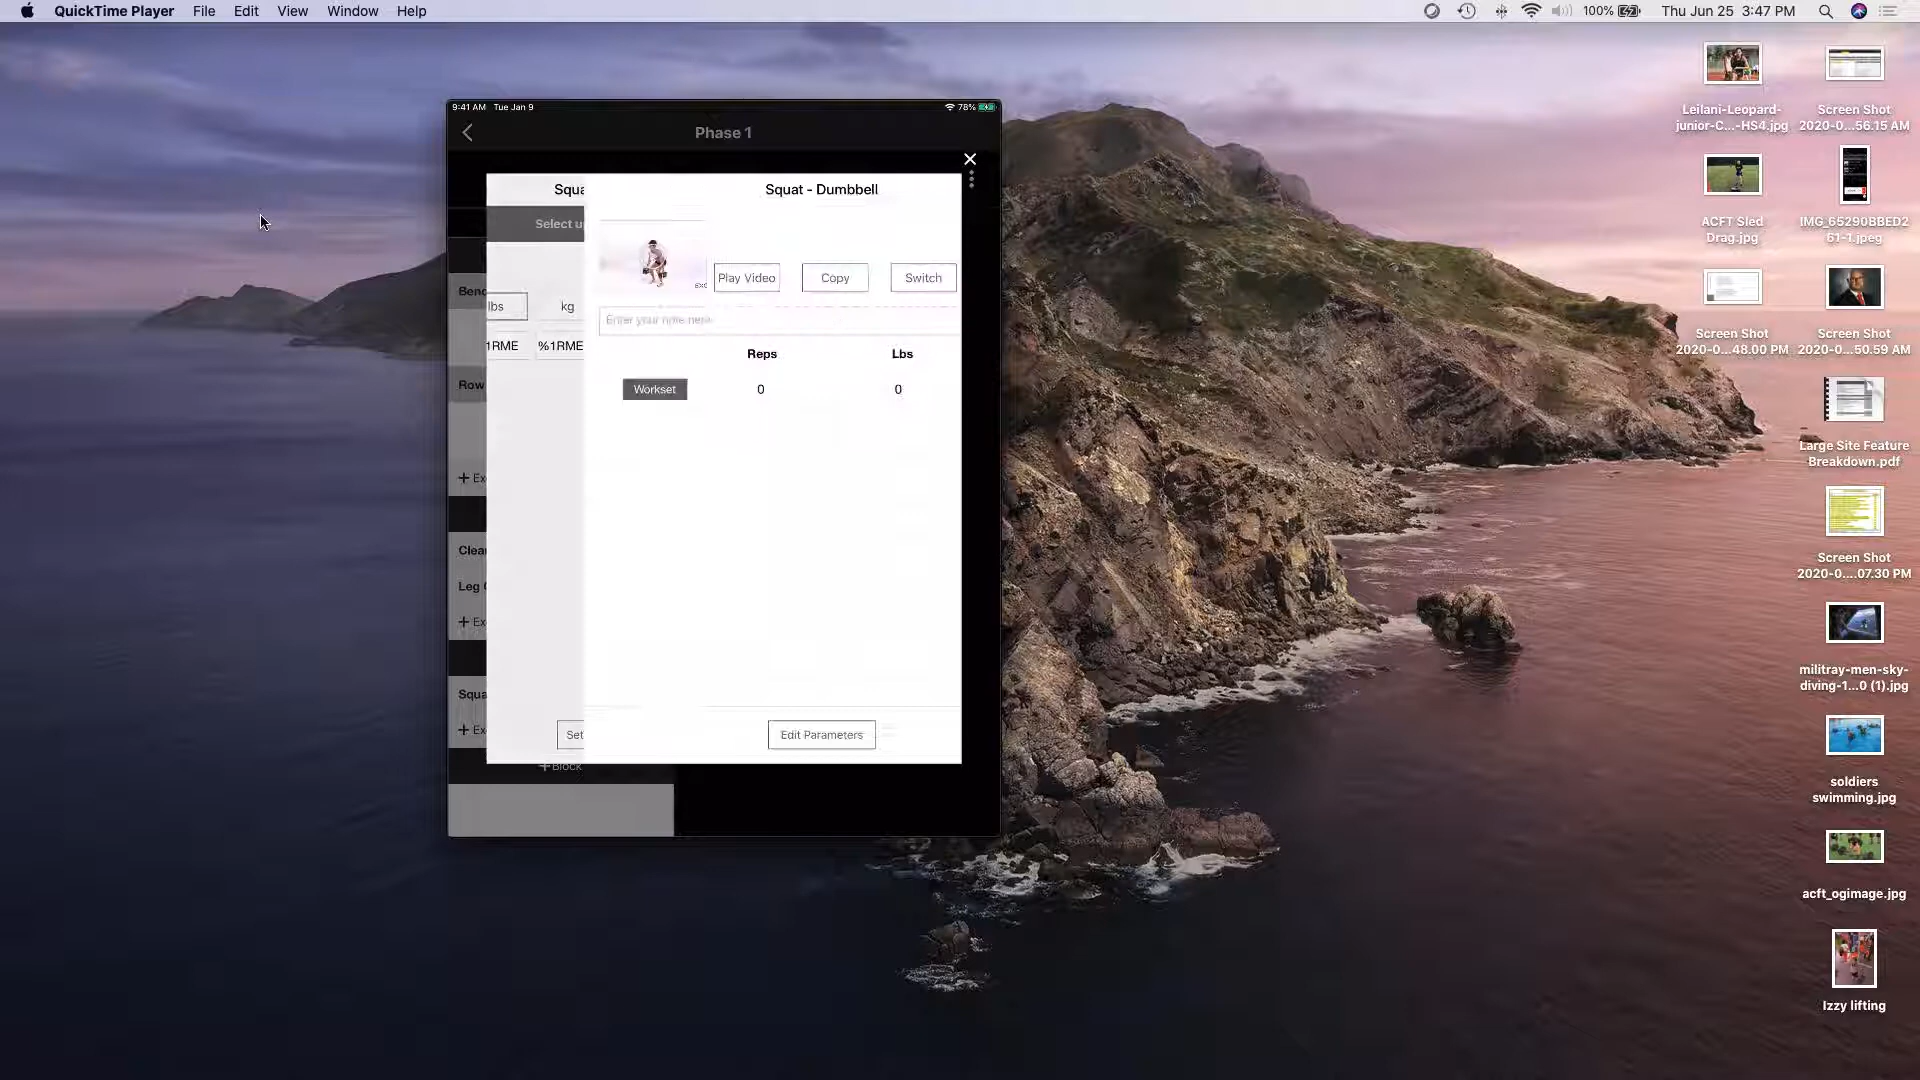 QuickTime Player File Edit View Window Help
100% Thu Jun 25 3:47 PM
9:41 AM Tue Jan 9
78%
Phase 1
Squa
Squat - Dumbbell
Select u
Play Video
Copy
Switch
Benc
lbs
kg
Enter your note here
1RME
%1RME
Reps
Lbs
Row
Workset
0
0
+ Ex
Clea
Leg
+ Ex
Squa
+ Ex
Set
Edit Parameters
+Block
Leilani-Leopard-
junior-C...-HS4.jpg
Screen Shot
2020-0...56.15 AM
ACFT Sled
Drag.jpg
IMG_65290BBED2
61-1.jpeg
Screen Shot
2020-0...48.00 PM
Screen Shot
2020-0...50.59 AM
Large Site Feature
Breakdown.pdf
Screen Shot
2020-0....07.30 PM
militray-men-sky-
diving-1...0 (1).jpg
soldiers
swimming.jpg
acft_ogimage.jpg
Izzy lifting